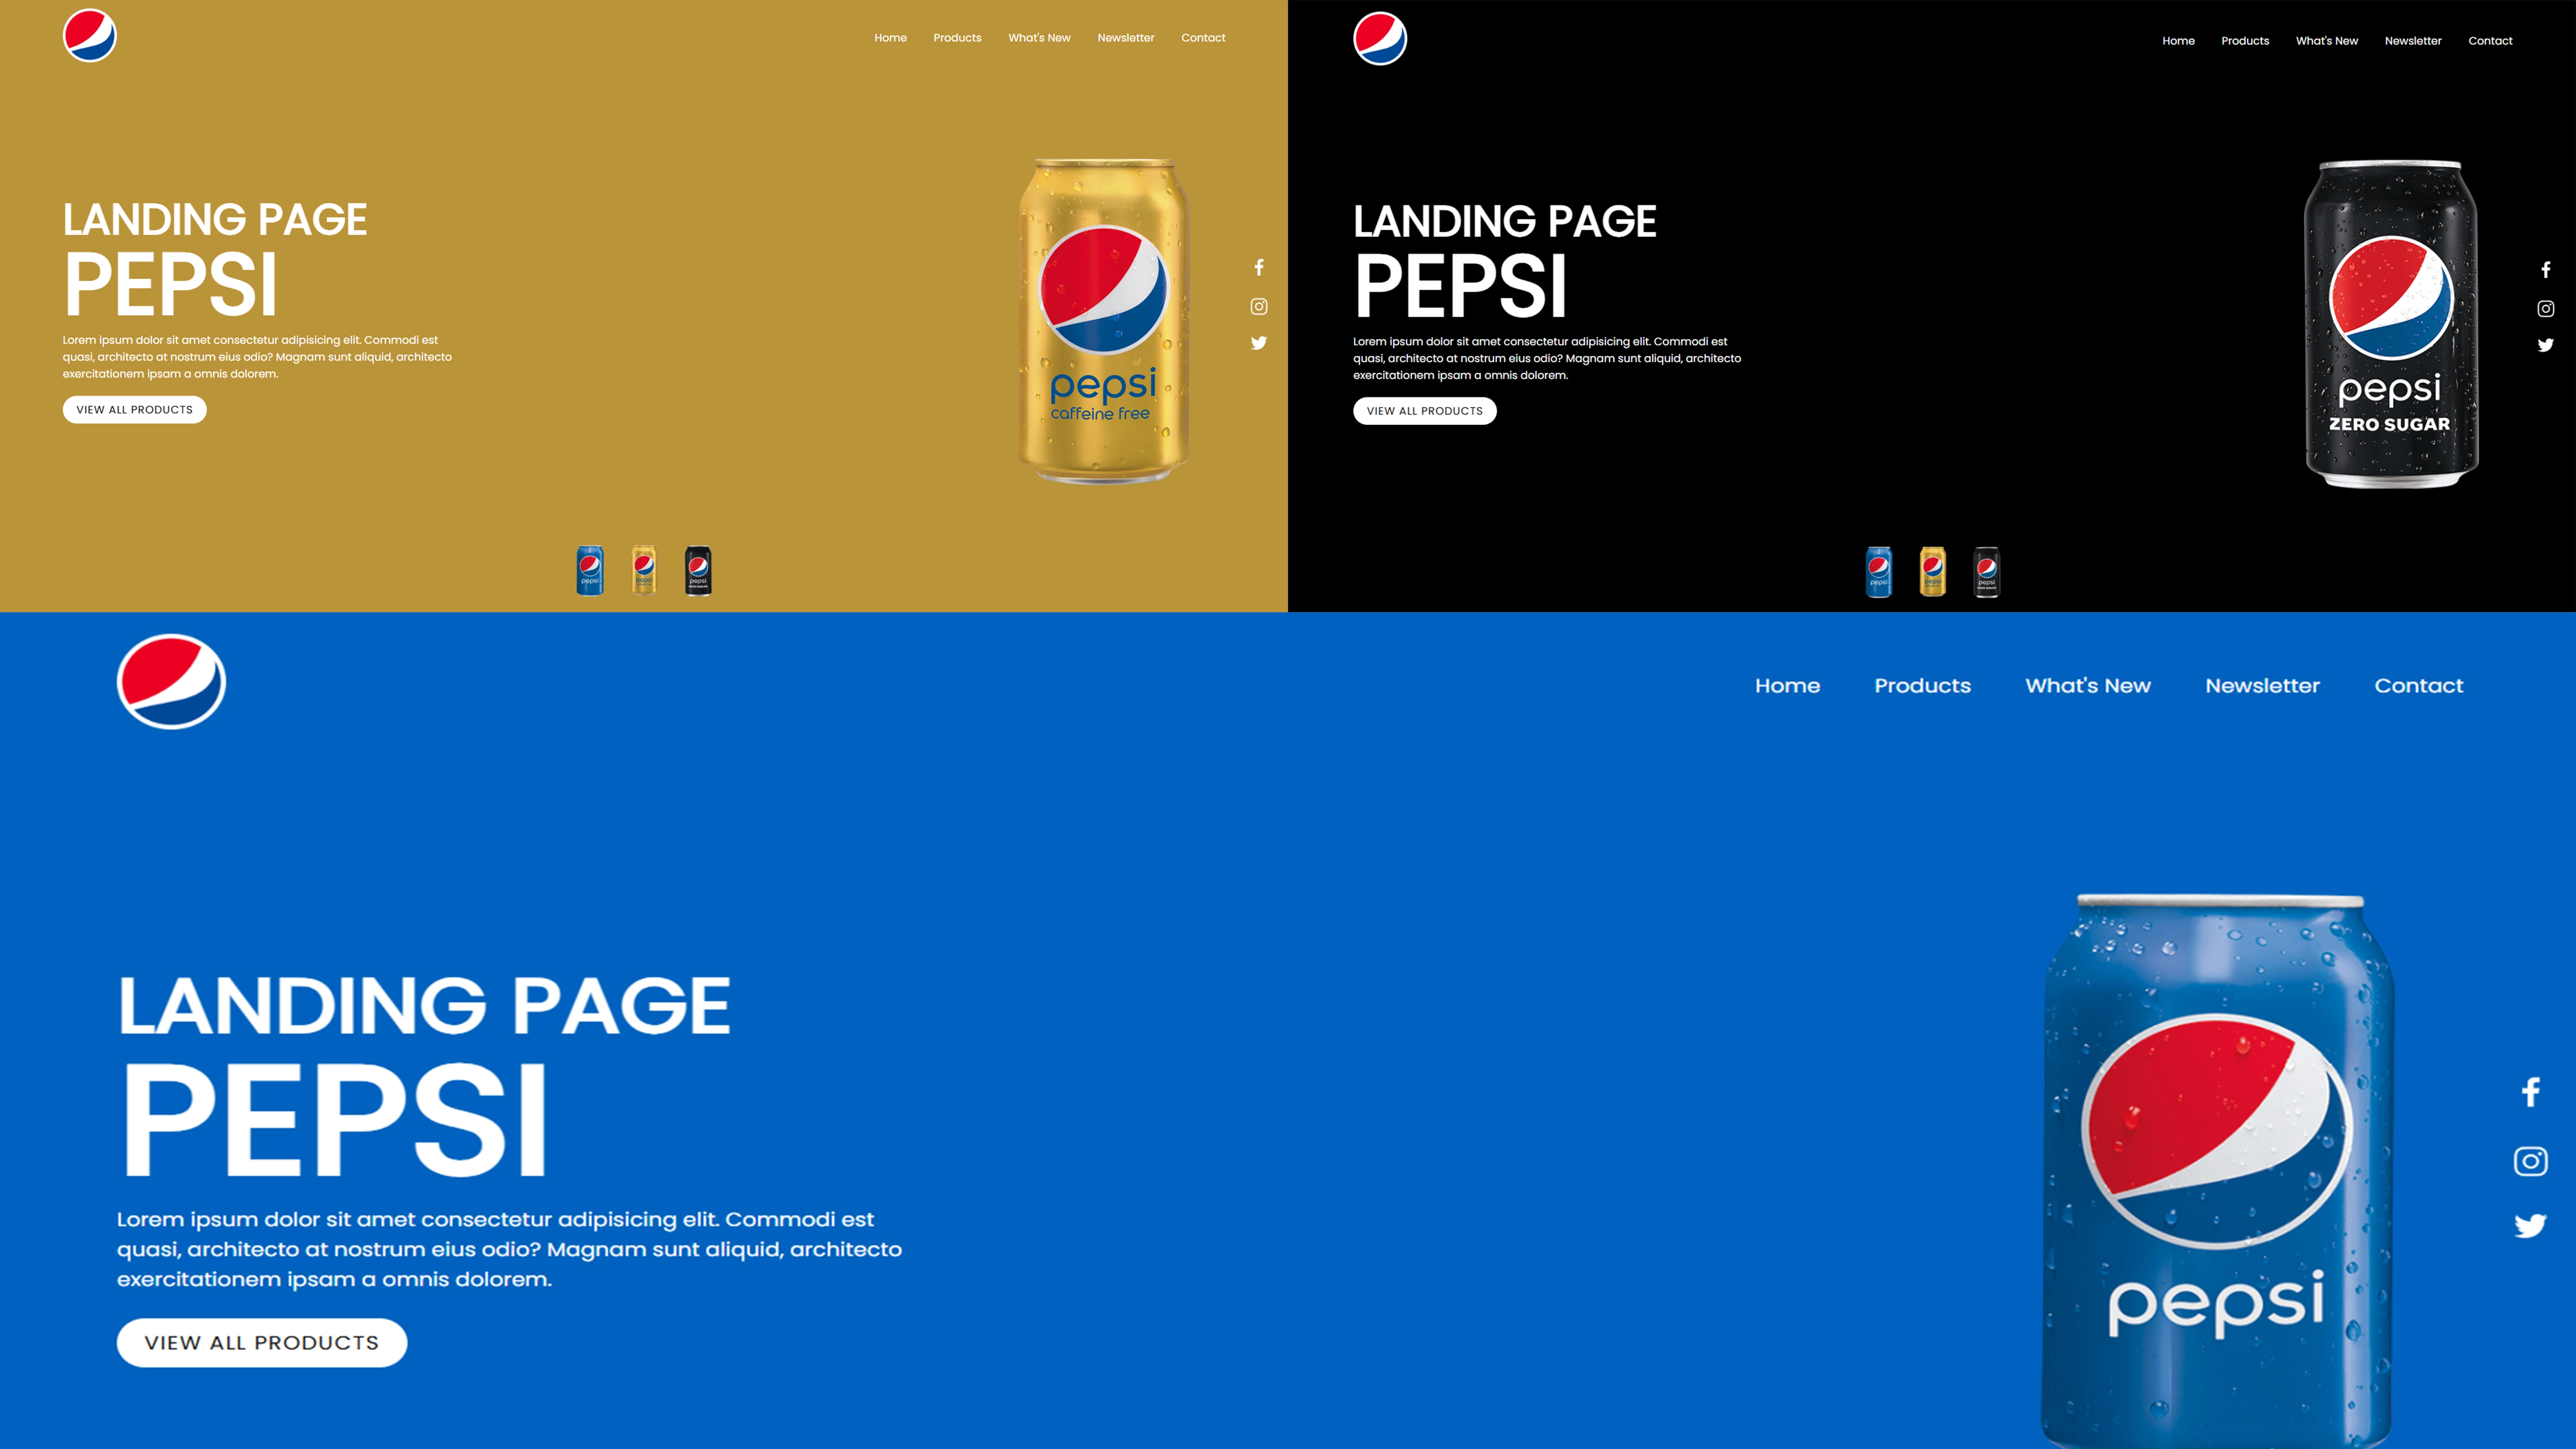 Home Products What's New Newsletter Contact
LANDING PAGE
PEPSI
Lorem ipsum dolor sit amet consectetur adipisicing elit. Commodi est
quasi, architecto at nostrum eius odio? Magnam sunt aliquid, architecto
exercitationem ipsam a omnis dolorem.
VIEW ALL PRODUCTS
pepsi
caffeine free
pepsi
pepsi
Home Products What's New Newsletter Contact
LANDING PAGE
PEPSI
Lorem ipsum dolor sit amet consectetur adipisicing elit. Commodi est
quasi, architecto at nostrum eius odio? Magnam sunt aliquid, architecto
exercitationem ipsam a omnis dolorem.
VIEW ALL PRODUCTS
pepsi
ZERO SUGAR
pepsi
pepsi
Home Products What's New Newsletter Contact
LANDING PAGE
PEPSI
Lorem ipsum dolor sit amet consectetur adipisicing elit. Commodi est
quasi, architecto at nostrum eius odio? Magnam sunt aliquid, architecto
exercitationem ipsam a omnis dolorem.
VIEW ALL PRODUCTS
pepsi